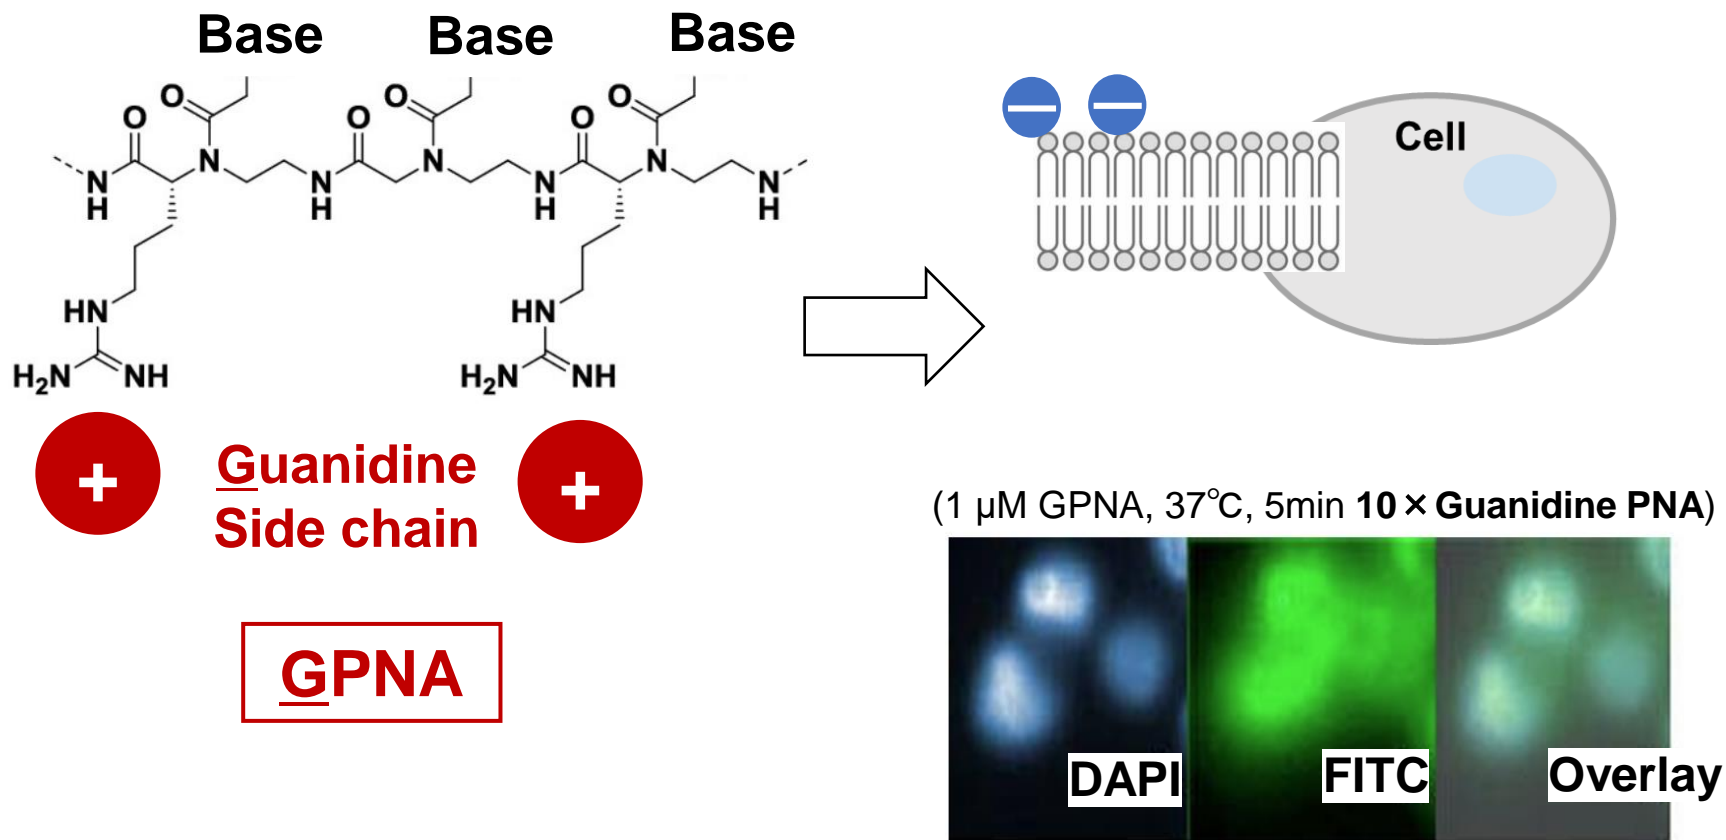 Base Base Base
O O O
O O O
N N N
N
H
N
H
N
H
N
H
HN HN
H₂N NH H₂N NH
+ +
Guanidine
Side chain
GPNA
Cell
(1 μM GPNA, 37℃, 5min 10×Guanidine PNA)
DAPI FITC Overlay